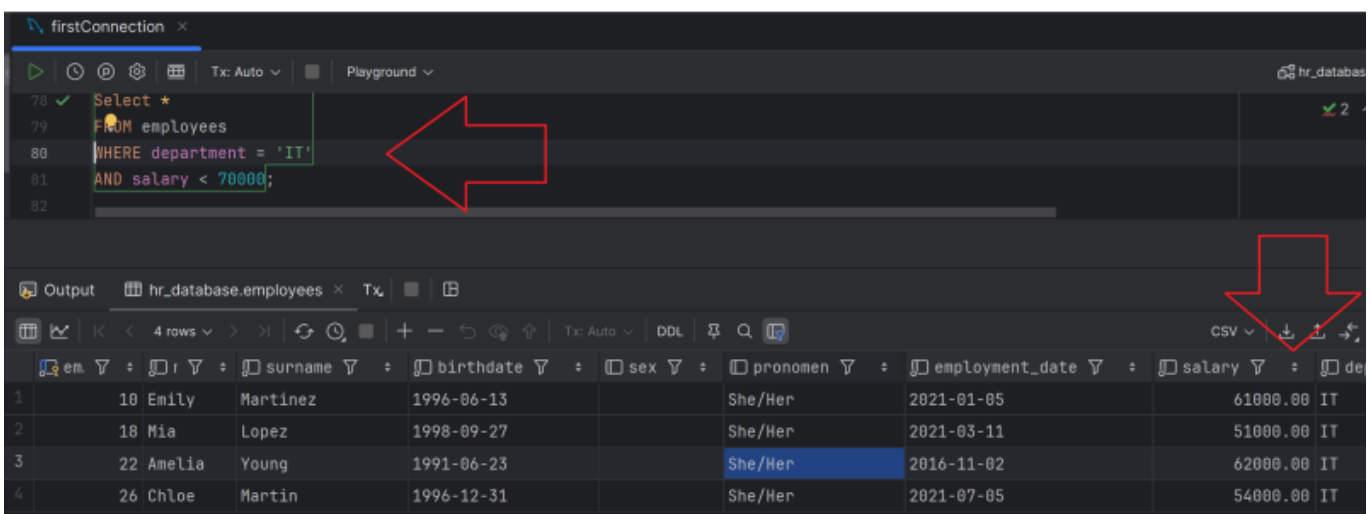 firstConnection ×
Tx: Auto Playground hr_databas
78 Select *
79 FROM employees
80 WHERE department = 'IT'
81 AND salary < 70000;
82
2
Output hr_database.employees × Tx
4 rows Tx: Auto DDL CSV
em. surname birthdate sex pronomen employment_date salary de
1 10 Emily Martinez 1996-06-13 She/Her 2021-01-05 61000.00 IT
2 18 Mia Lopez 1998-09-27 She/Her 2021-03-11 51000.00 IT
3 22 Amelia Young 1991-06-23 She/Her 2016-11-02 62000.00 IT
4 26 Chloe Martin 1996-12-31 She/Her 2021-07-05 54000.00 IT